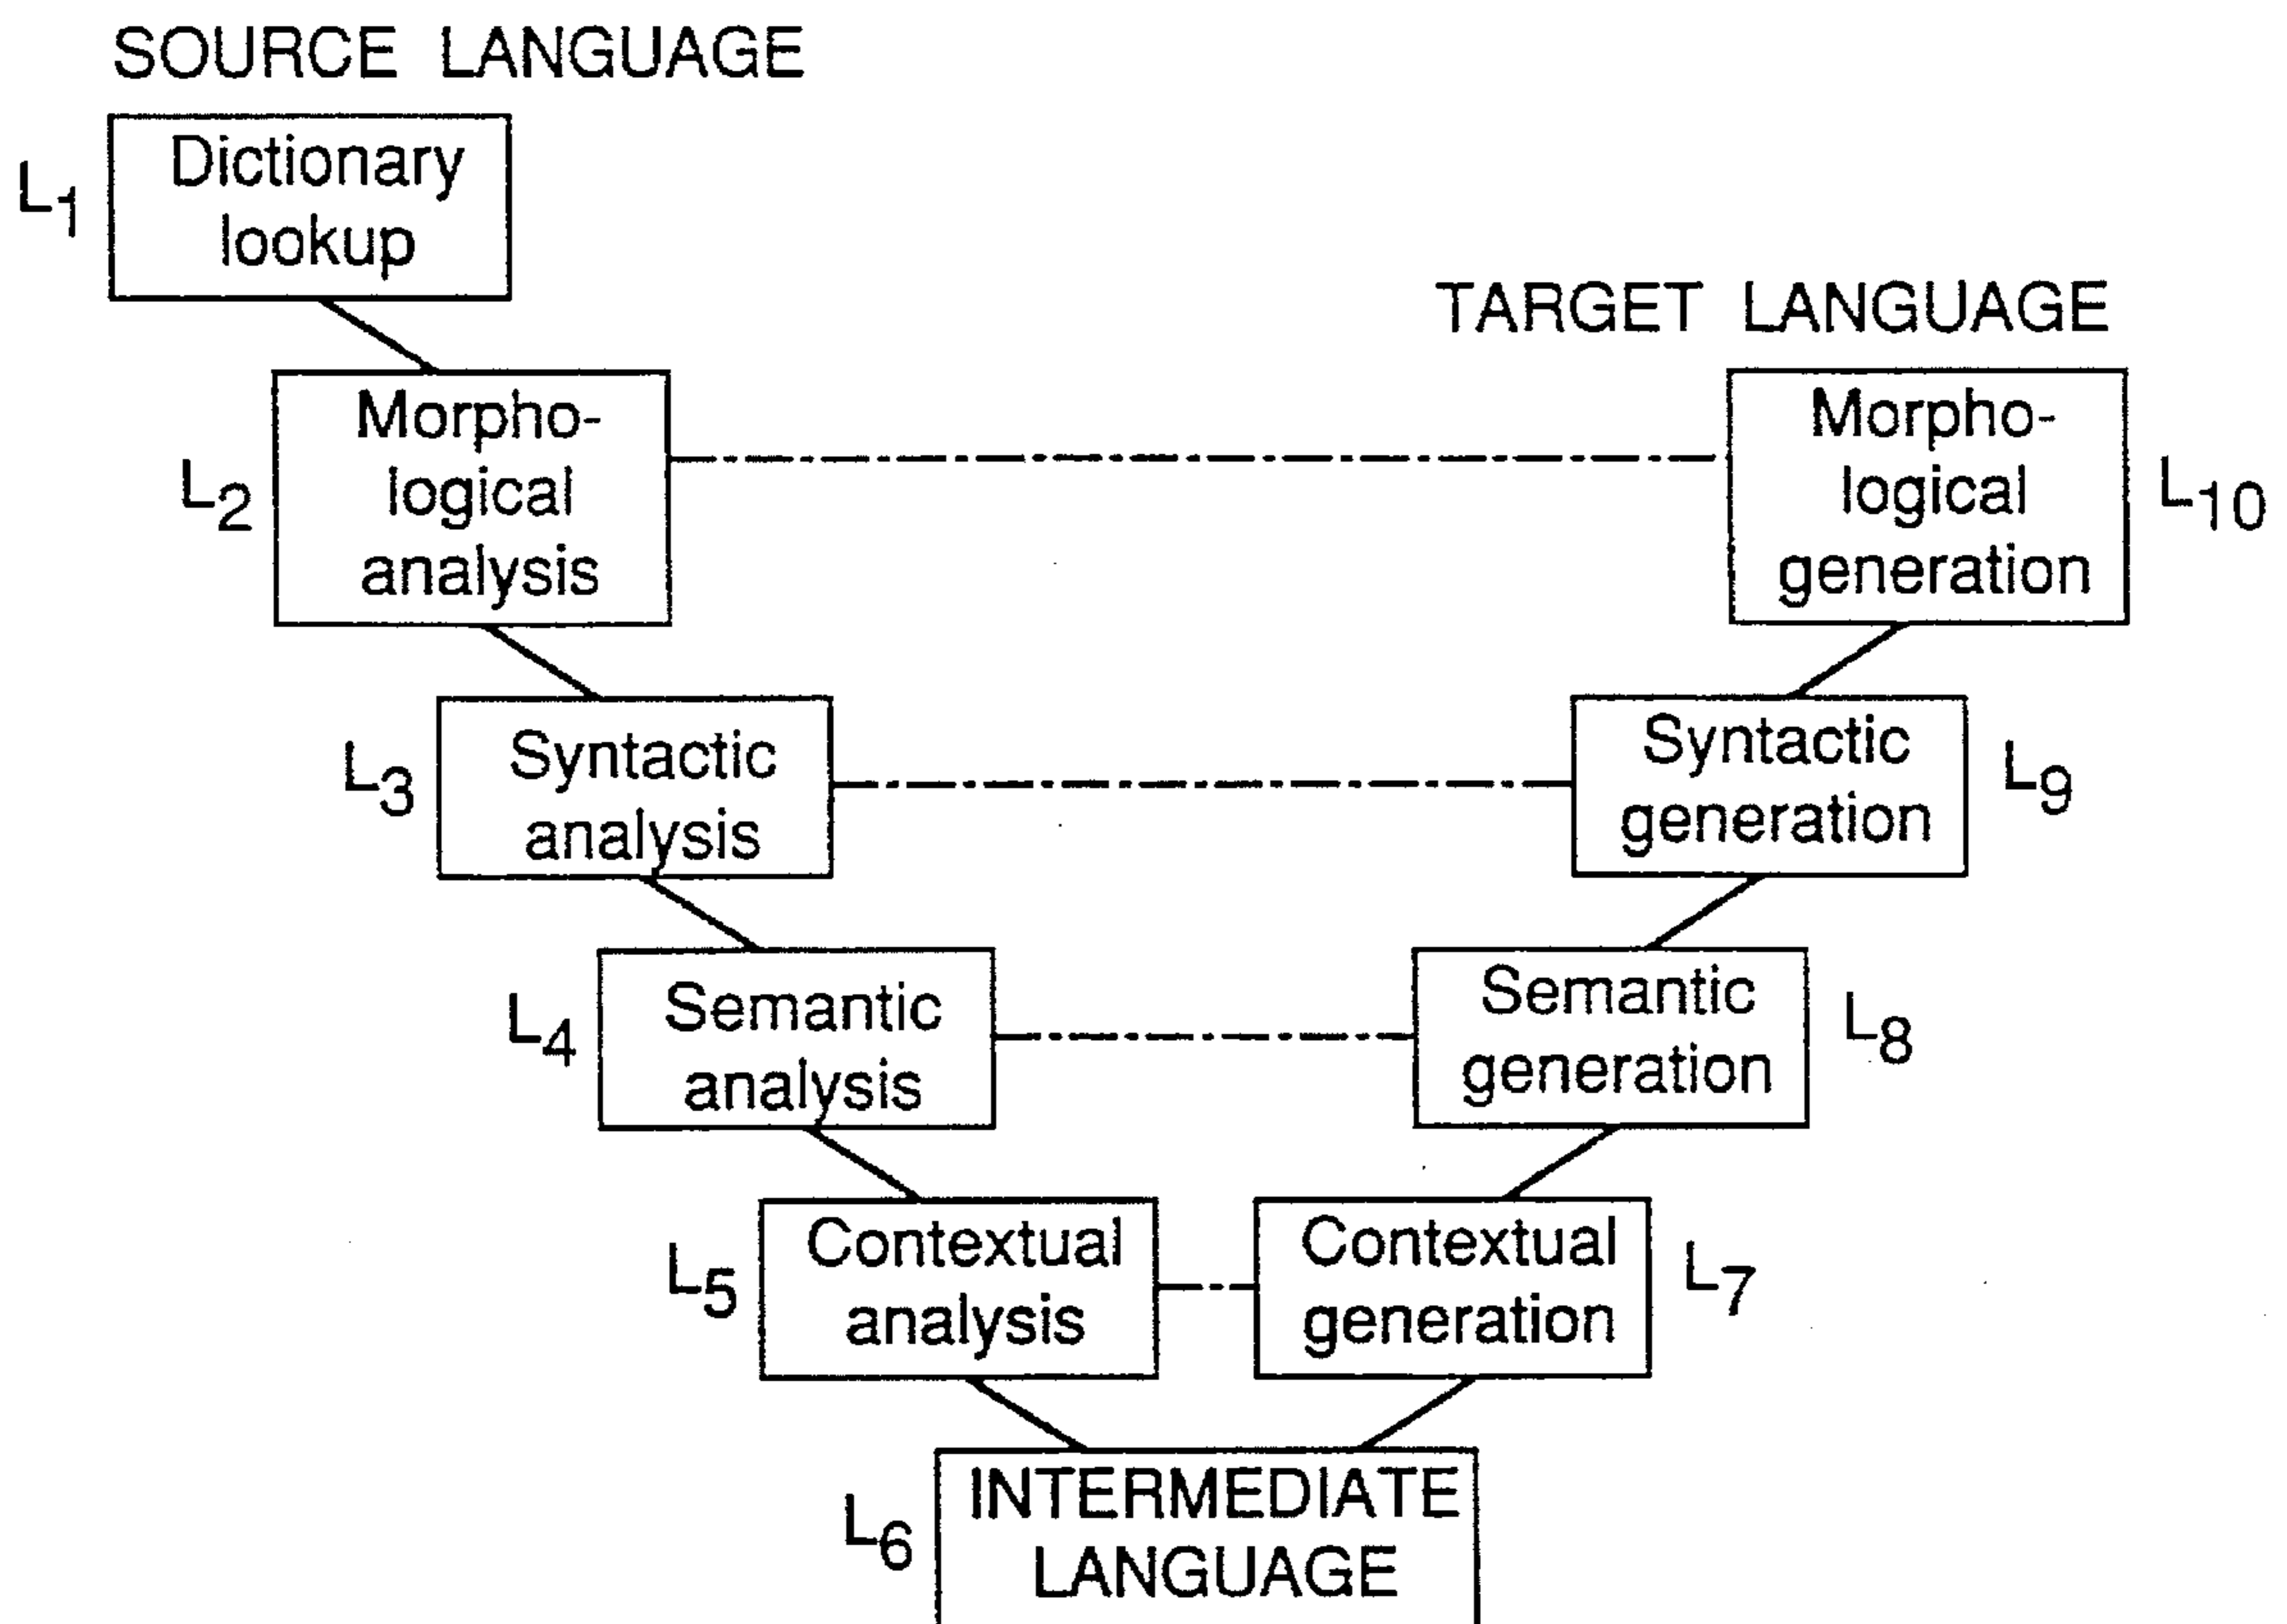 SOURCE LANGUAGE
L1
Dictionary
lookup
TARGET LANGUAGE
L2
Morpho-
logical
analysis
Morpho-
logical
generation
L10
L3
Syntactic
analysis
Syntactic
generation
L9
L4
Semantic
analysis
Semantic
generation
L8
L5
Contextual
analysis
Contextual
generation
L7
L6
INTERMEDIATE
LANGUAGE